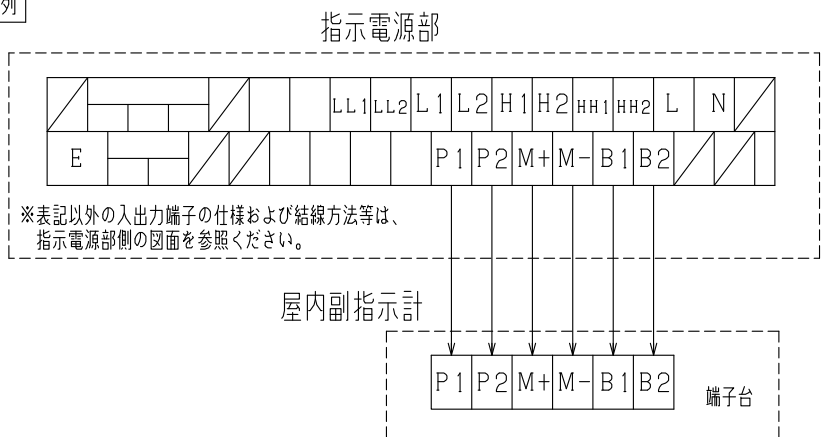 列
指示電源部
LL1 LL2 L1 L2 H1 H2 HH1 HH2 L N
E P1 P2 M+ M- B1 B2
※表記以外の入出力端子の仕様および結線方法等は、
指示電源部側の図面を参照ください。
屋内副指示計
P1 P2 M+ M- B1 B2
端子台